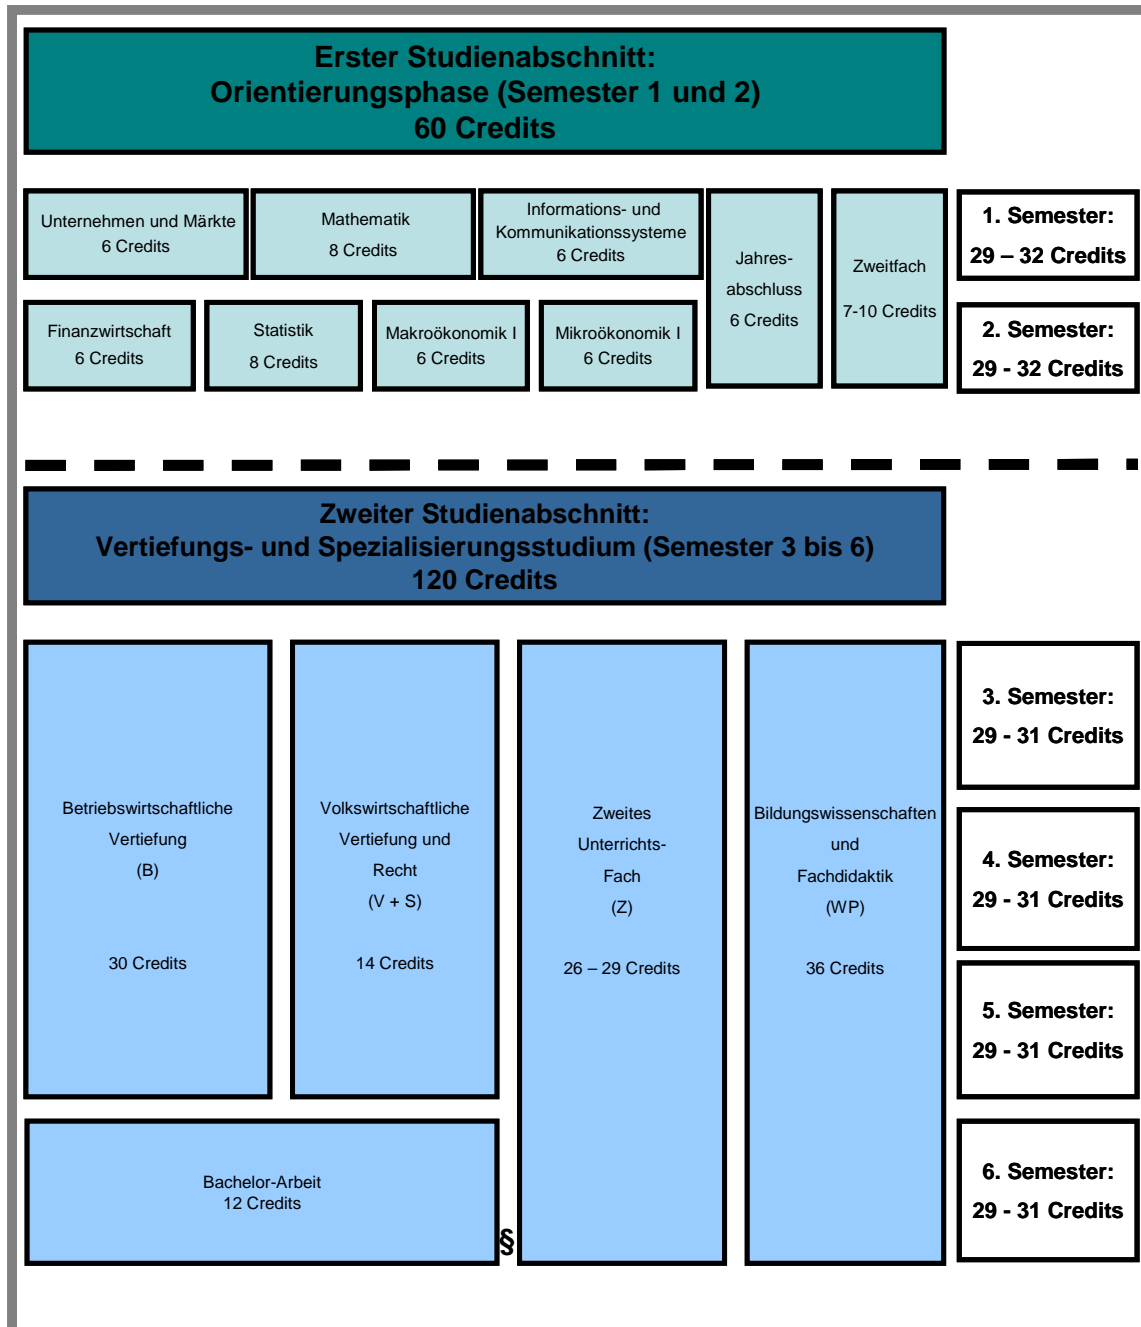 Erster Studienabschnitt:
Orientierungsphase (Semester 1 und 2)
60 Credits
Unternehmen und Märkte
6 Credits
Mathematik
8 Credits
Informations- und
Kommunikationssysteme
6 Credits
Jahres-
abschluss
6 Credits
Zweitfach
7-10 Credits
1. Semester:
29 – 32 Credits
Finanzwirtschaft
6 Credits
Statistik
8 Credits
Makroökonomik I
6 Credits
Mikroökonomik I
6 Credits
2. Semester:
29 - 32 Credits
Zweiter Studienabschnitt:
Vertiefungs- und Spezialisierungsstudium (Semester 3 bis 6)
120 Credits
Betriebswirtschaftliche
Vertiefung
(B)
30 Credits
Volkswirtschaftliche
Vertiefung und
Recht
(V + S)
14 Credits
Zweites
Unterrichts-
Fach
(Z)
26 – 29 Credits
Bildungswissenschaften
und
Fachdidaktik
(WP)
36 Credits
3. Semester:
29 - 31 Credits
4. Semester:
29 - 31 Credits
5. Semester:
29 - 31 Credits
Bachelor-Arbeit
12 Credits
§
6. Semester:
29 - 31 Credits